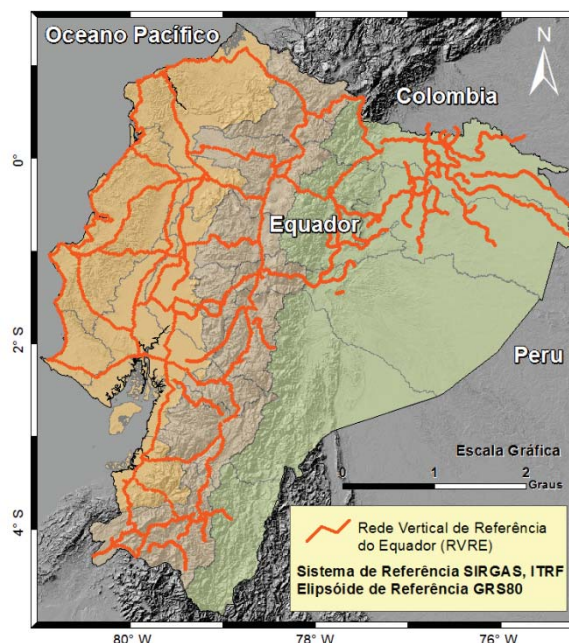 Oceano Pacífico
N
Colombia
0°
Equador
2° S
Peru
Escala Gráfica
0 1 2
Graus
4° S
Rede Vertical de Referência
do Equador (RVRE)
Sistema de Referência SIRGAS, ITRF
Elipsóide de Referência GRS80
80° W 78° W 76° W